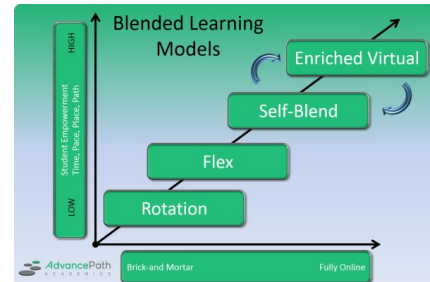 Blended Learning
Models
HIGH
Student Empowerment
Time, Pace, Place, Path
LOW
Enriched Virtual
Self-Blend
Flex
Rotation
AdvancePath
ACADEMICS
Brick-and Mortar
Fully Online